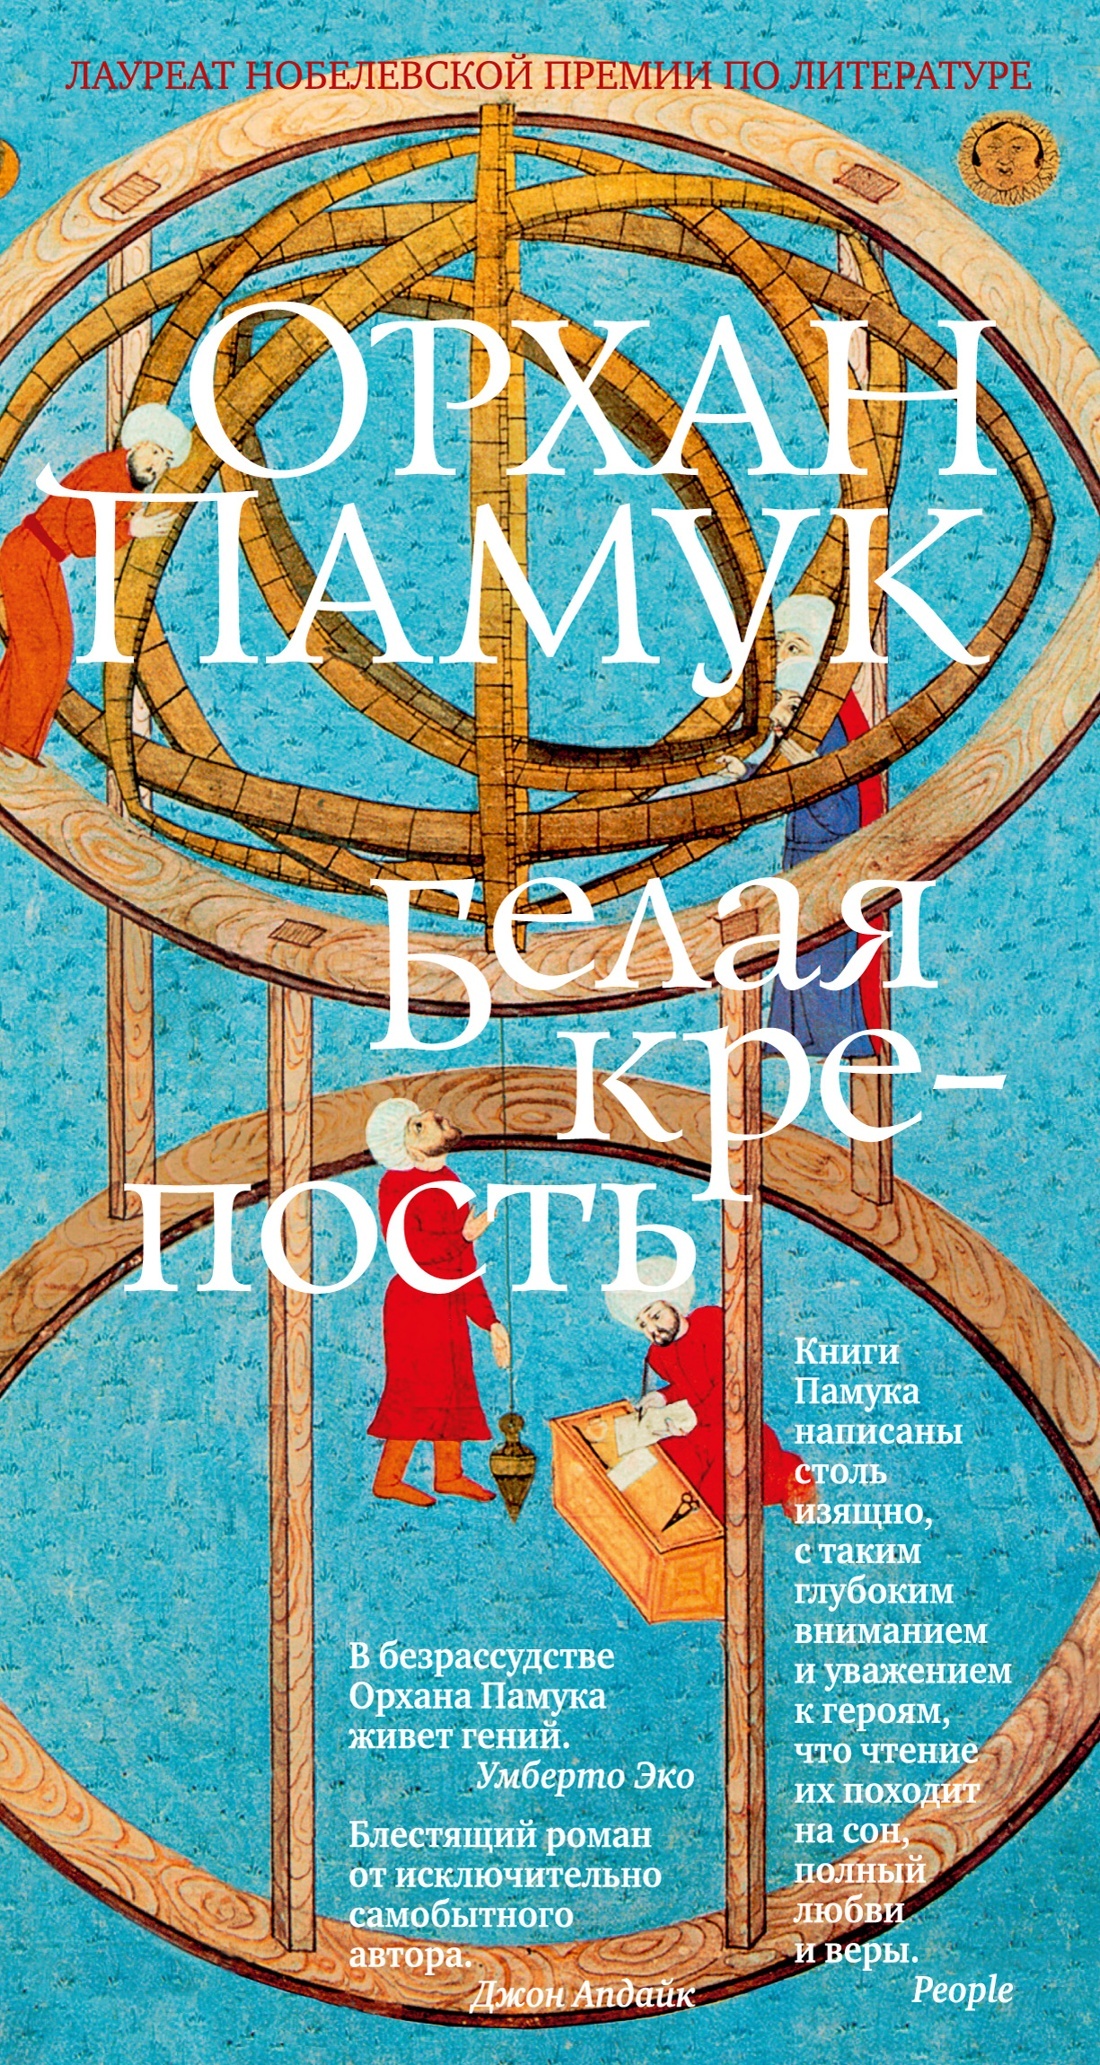 ЛАУРЕАТ НОБЕЛЕВСКОЙ ПРЕМИИ ПО ЛИТЕРАТУРЕ
ОРХАН
ПАМУК
Белая
кре-
пость
В безрассудстве
Орхана Памука
живет гений.
Умберто Эко
Блестящий роман
от исключительно
самобытного
автора.
Джон Апдайк
Книги
Памука
написаны
столь
изящно,
с таким
глубоким
вниманием
и уважением
к героям,
что чтение
их походит
на сон,
полный
любви
и веры.
People